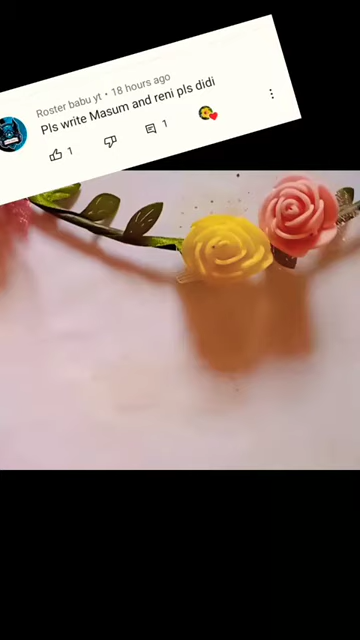 Roster babu yt • 18 hours ago
Pls write Masum and reni pls didi
1 1